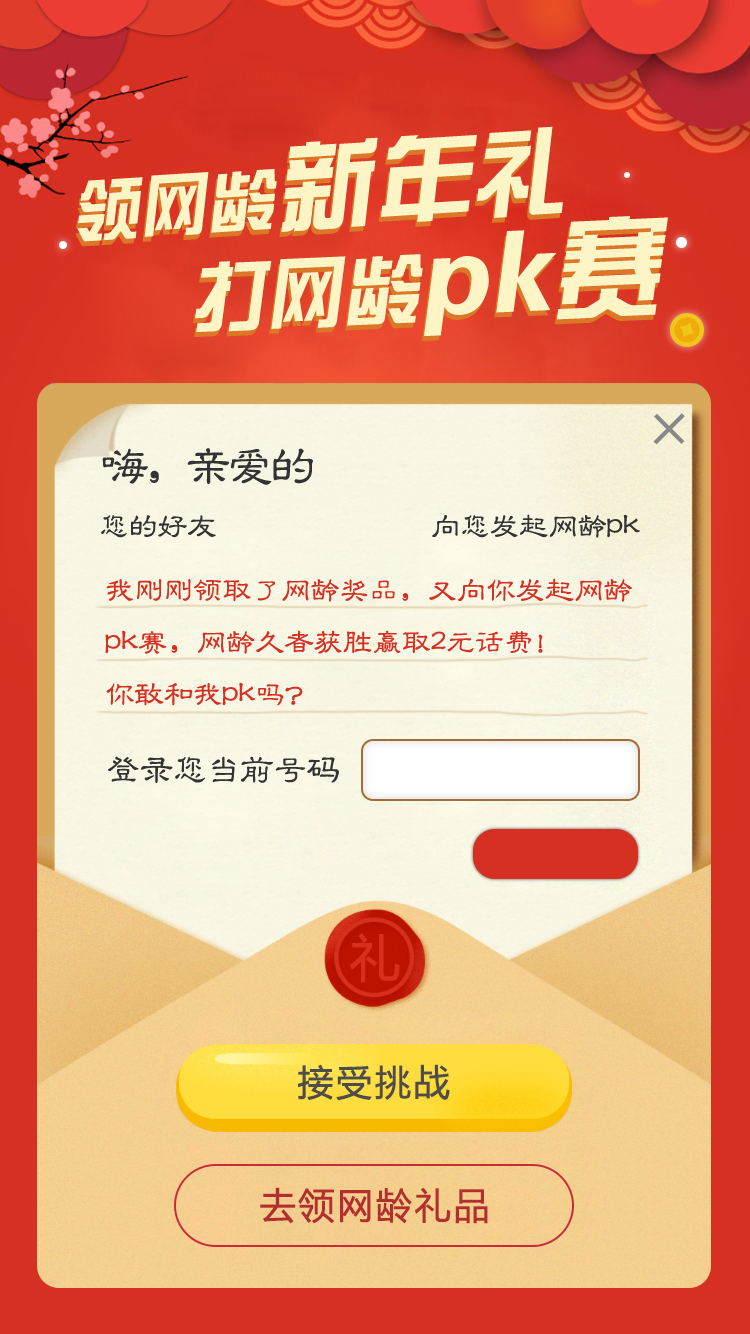 领网龄新年礼
打网龄pk赛
嗨，亲爱的
您的好友 向您发起网龄pk
我刚刚领取了网龄奖品，又向你发起网龄
pk赛，网龄久者获胜赢取2元话费！
你敢和我pk吗？
登录您当前号码
礼
接受挑战
去领网龄礼品